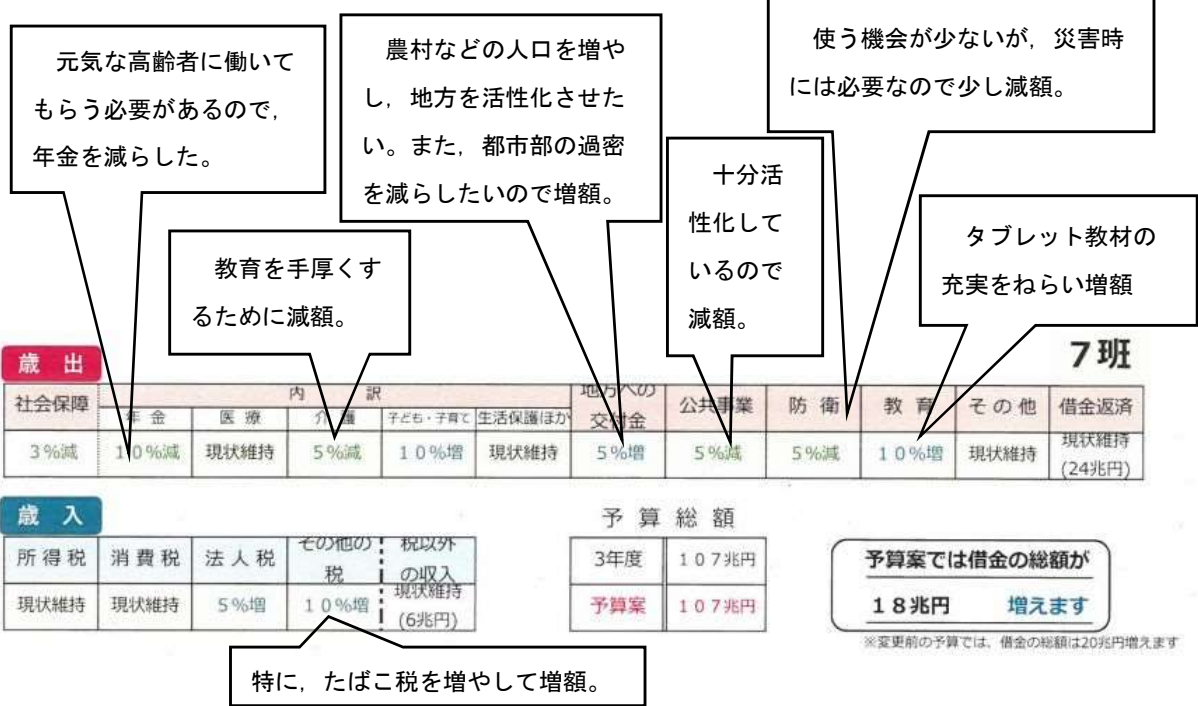 元気な高齢者に働いて
もらう必要があるので，
年金を減らした。
農村などの人口を増や
し，地方を活性化させた
い。また，都市部の過密
を減らしたいので増額。
使う機会が少ないが，災害時
には必要なので少し減額。
十分活
性化して
いるので
減額。
タブレット教材の
充実をねらい増額
教育を手厚くす
るために減額。
7班
歳出
社会保障 内訳 地方への 公共事業 防衛 教育 その他 借金返済
年金 医療 介護 子ども・子育て 生活保護ほか 交付金
3%減 10%減 現状維持 5%減 10%増 現状維持 5%増 5%減 5%減 10%増 現状維持 現状維持
(24兆円)
歳入
所得税 消費税 法人税 その他の 税以外
税 の収入
現状維持 現状維持 5%増 10%増 現状維持
(6兆円)
特に，たばこ税を増やして増額。
予算総額
3年度 107兆円
予算案 107兆円
予算案では借金の総額が
18兆円 増えます
※変更前の予算では、借金の総額は20兆円増えます